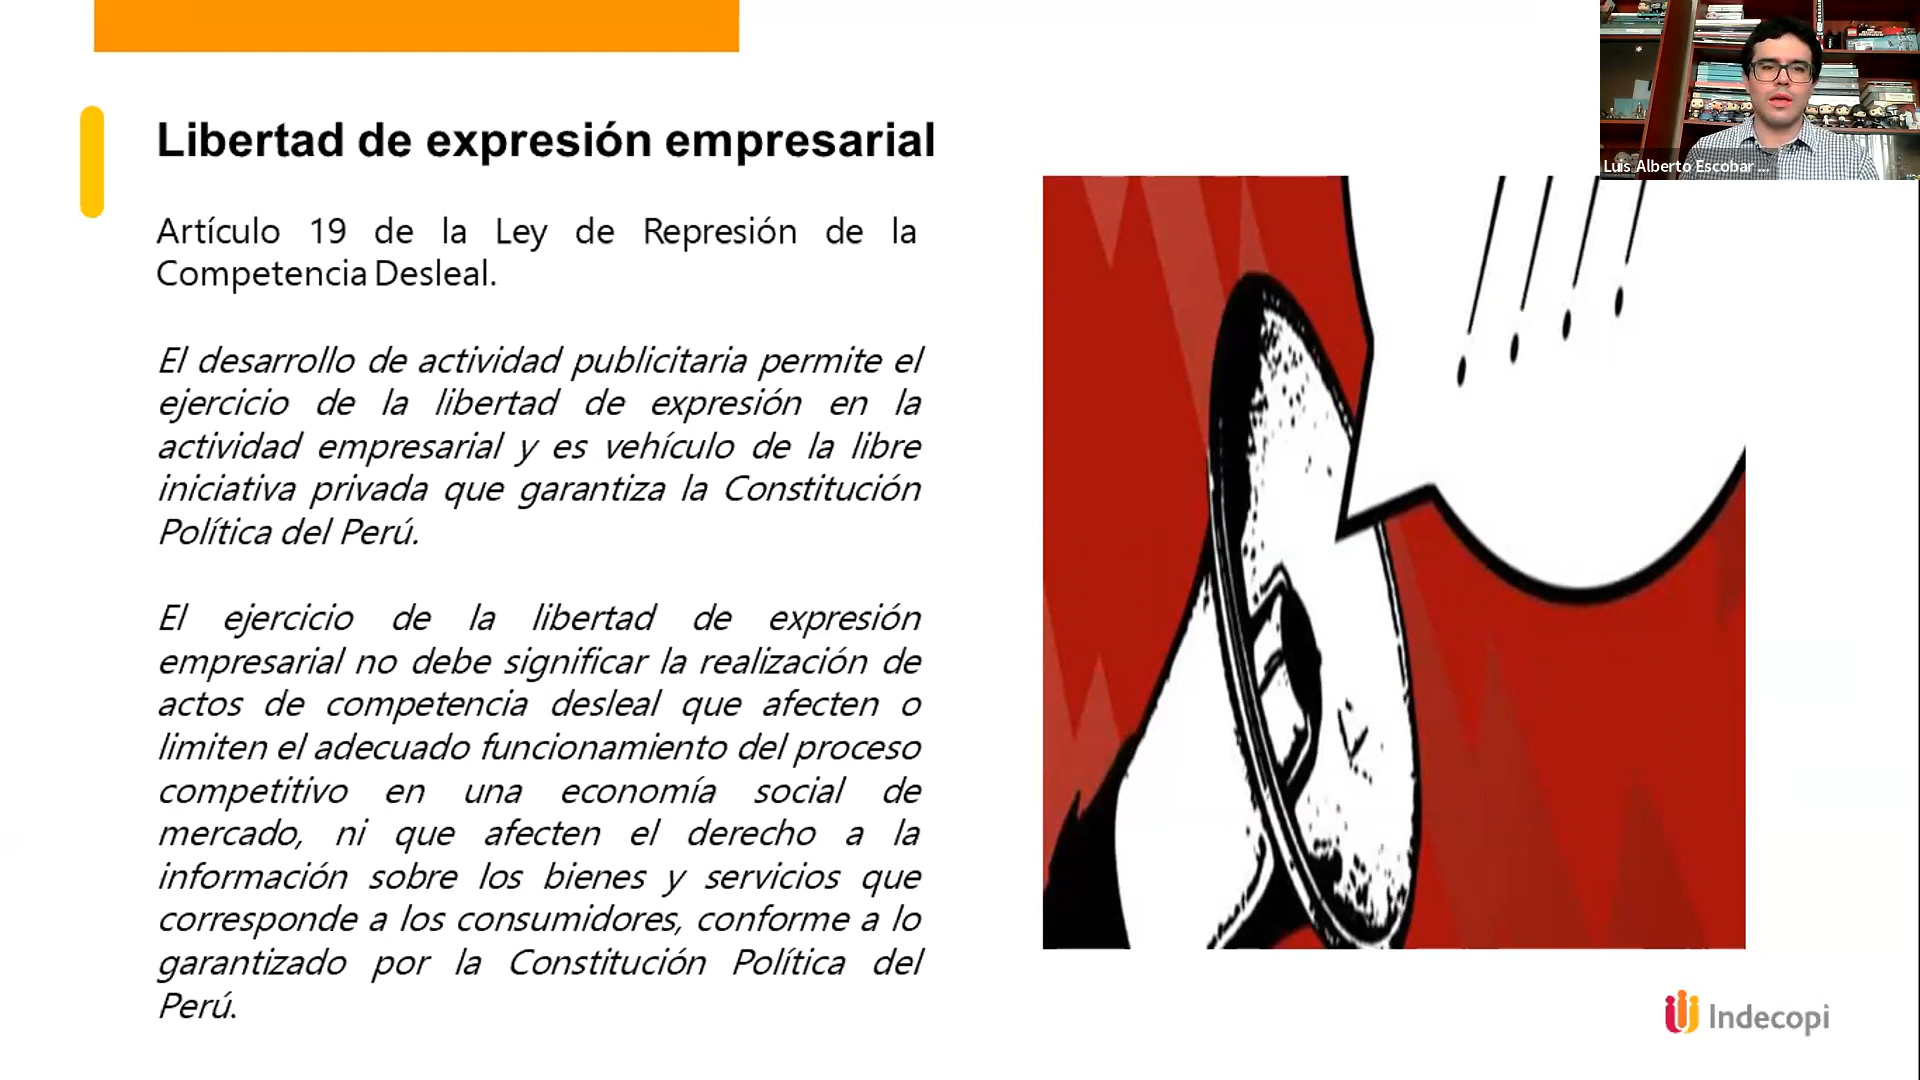 Libertad de expresión empresarial
Artículo 19 de la Ley de Represión de la
Competencia Desleal.
El desarrollo de actividad publicitaria permite el
ejercicio de la libertad de expresión en la
actividad empresarial y es vehículo de la libre
iniciativa privada que garantiza la Constitución
Política del Perú.
El ejercicio de la libertad de expresión
empresarial no debe significar la realización de
actos de competencia desleal que afecten o
limiten el adecuado funcionamiento del proceso
competitivo en una economía social de
mercado, ni que afecten el derecho a la
información sobre los bienes y servicios que
corresponde a los consumidores, conforme a lo
garantizado por la Constitución Política del
Perú.
Luis Alberto Escobar ...
Indecopi